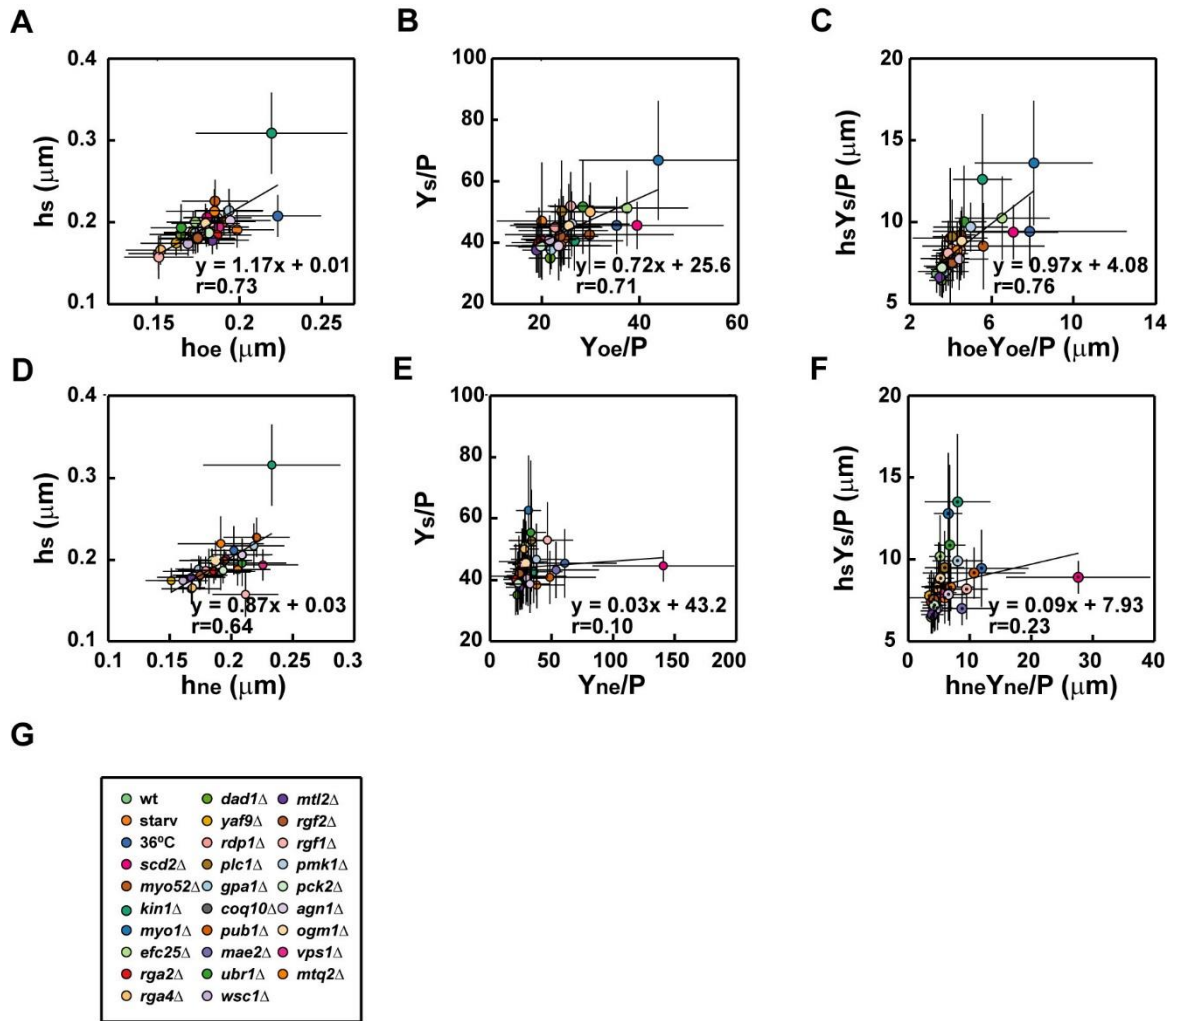 A
0.4
0.3
0.2
0.1
hs (μm)
0.15
0.2
0.25
hoe (μm)
y = 1.17x + 0.01
r=0.73
B
100
80
60
40
20
Ys/P
20
40
60
Yoe/P
y = 0.72x + 25.6
r=0.71
C
20
15
10
5
hsYs/P (μm)
2
6
10
14
hoeYoe/P (μm)
y = 0.97x + 4.08
r=0.76
D
0.4
0.3
0.2
0.1
hs (μm)
0.1
0.2
0.3
hne (μm)
y = 0.87x + 0.03
r=0.64
E
100
80
60
40
20
Ys/P
0
50
100
150
200
Yne/P
y = 0.03x + 43.2
r=0.10
F
20
15
10
5
hsYs/P (μm)
0
10
20
30
40
hneYne/P (μm)
y = 0.09x + 7.93
r=0.23
G
wt dad1Δ mtl2Δ
starv yaf9Δ rgf2Δ
36ºC rdp1Δ rgf1Δ
scd2Δ plc1Δ pmk1Δ
myo52Δ gpa1Δ pck2Δ
kin1Δ coq10Δ agn1Δ
myo1Δ pub1Δ ogm1Δ
efc25Δ mae2Δ vps1Δ
rga2Δ ubr1Δ mtq2Δ
rga4Δ wsc1Δ